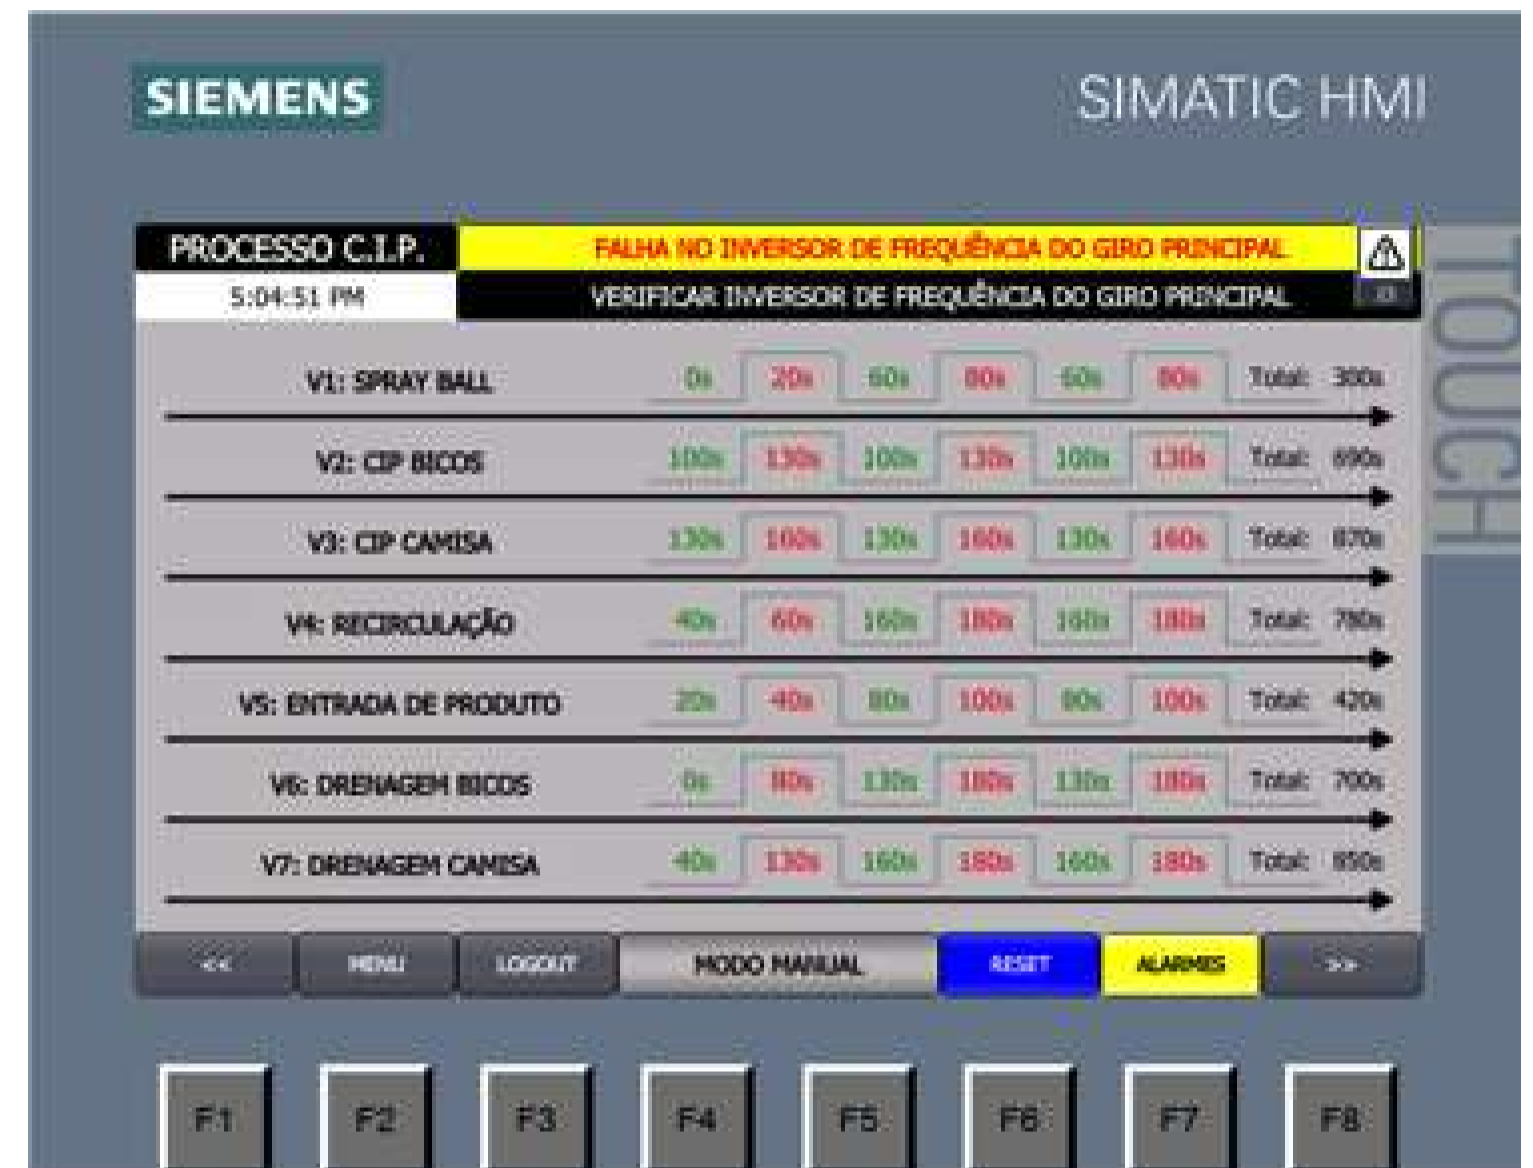 SIEMENS
SIMATIC HMI
TOUCH
PROCESSO C.I.P.
FALHA NO INVERSOR DE FREQUÊNCIA DO GIRO PRINCIPAL
5:04:51 PM
VERIFICAR INVERSOR DE FREQUÊNCIA DO GIRO PRINCIPAL
V1: SPRAY BALL 0s 20s 60s 80s 60s 80s Total: 300s
V2: CIP BICOS 100s 130s 100s 130s 100s 130s Total: 690s
V3: CIP CAMISA 130s 160s 130s 160s 130s 160s Total: 870s
V4: RECIRCULAÇÃO 40s 60s 160s 180s 160s 180s Total: 780s
V5: ENTRADA DE PRODUTO 20s 40s 80s 100s 80s 100s Total: 420s
V6: DRENAGEM BICOS 0s 80s 130s 180s 130s 180s Total: 700s
V7: DRENAGEM CAMISA 40s 130s 160s 180s 160s 180s Total: 850s
<< MENU LOGOUT MODO MANUAL RESET ALARMES >>
F1 F2 F3 F4 F5 F6 F7 F8